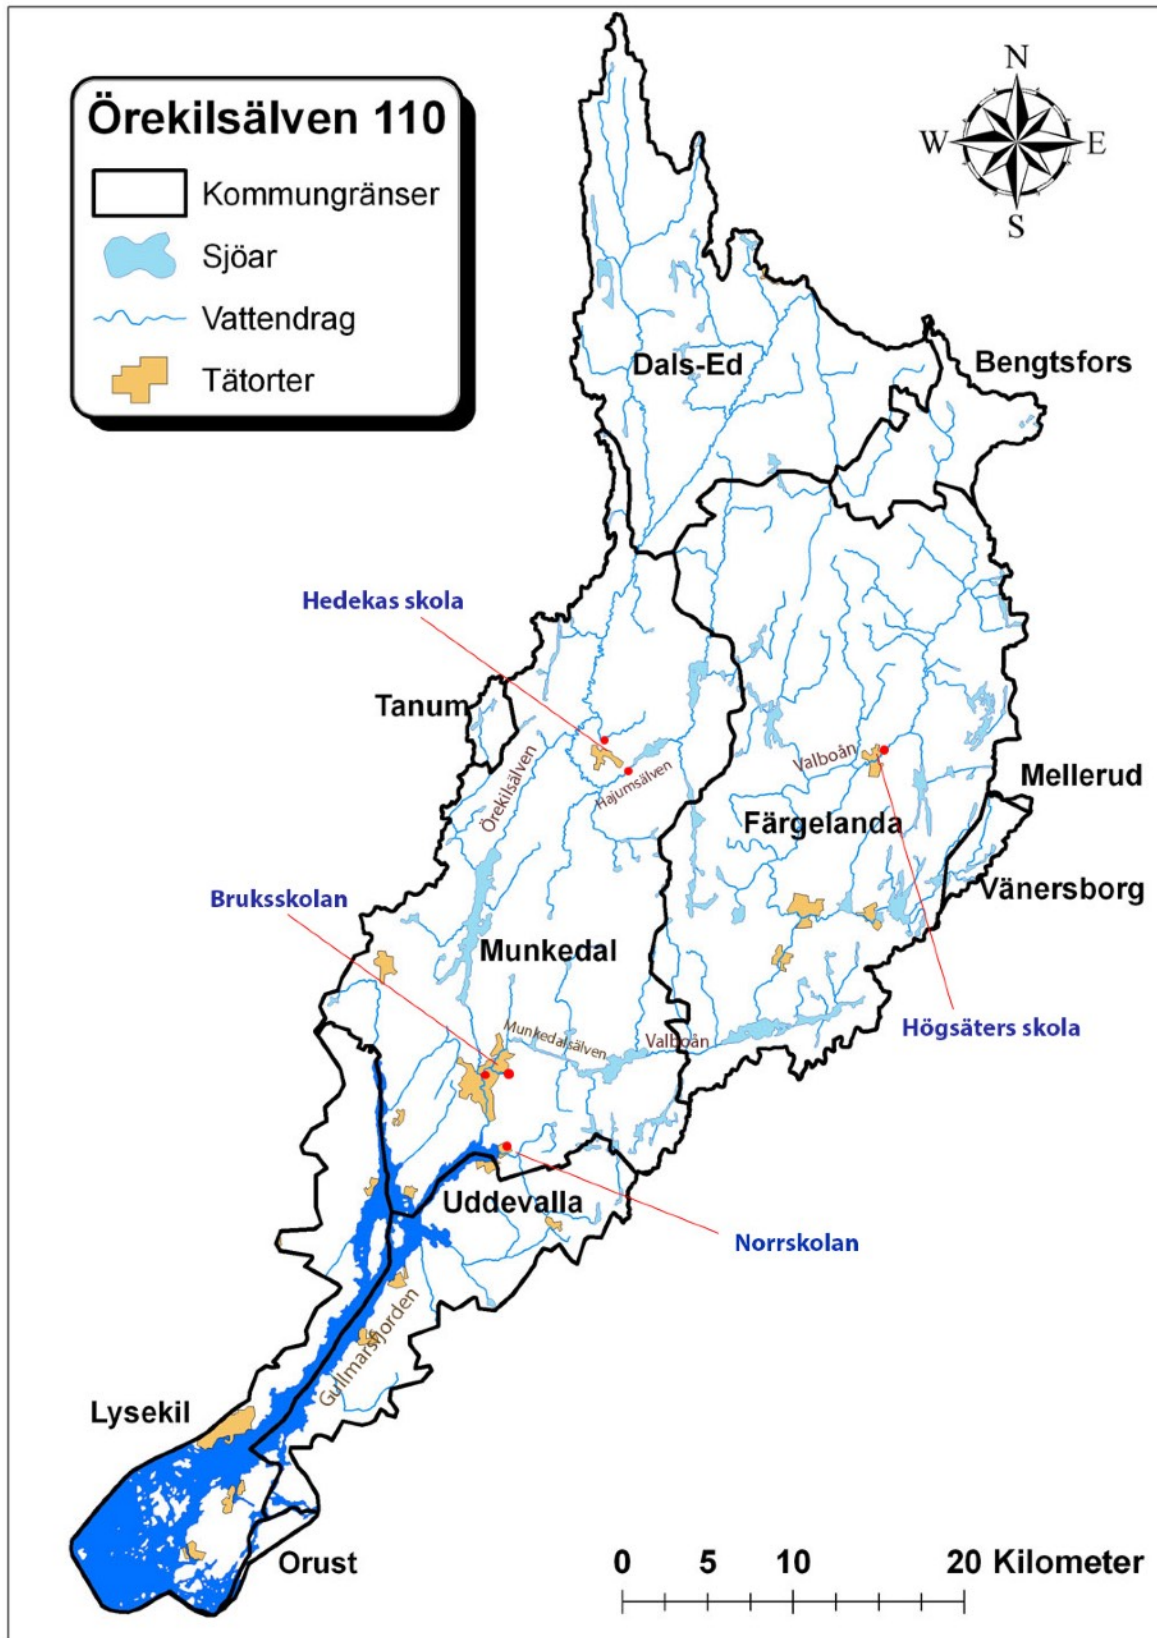 Örekilsälven 110
Kommungränser
Sjöar
Vattendrag
Tätorter
N
W
E
S
Dals-Ed
Bengtsfors
Hedekas skola
Tanum
Örekilsälven
Hajumsälven
Valboån
Mellerud
Färgelanda
Vänersborg
Bruksskolan
Munkedal
Munkedalsälven
Valboån
Högsäters skola
Uddevalla
Norrskolan
Gullmarsfjorden
Lysekil
Orust
0 5 10 20 Kilometer